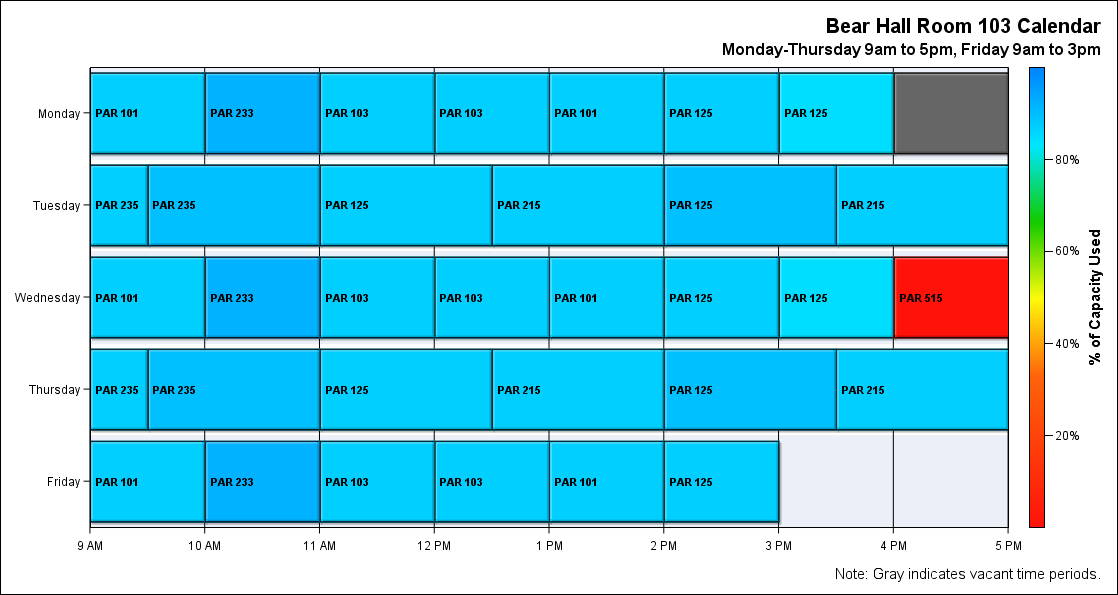 Bear Hall Room 103 Calendar
Monday-Thursday 9am to 5pm, Friday 9am to 3pm
Monday PAR 101 PAR 233 PAR 103 PAR 103 PAR 101 PAR 125 PAR 125
Tuesday PAR 235 PAR 235 PAR 125 PAR 215 PAR 125 PAR 215
Wednesday PAR 101 PAR 233 PAR 103 PAR 103 PAR 101 PAR 125 PAR 125 PAR 515
Thursday PAR 235 PAR 235 PAR 125 PAR 215 PAR 125 PAR 215
Friday PAR 101 PAR 233 PAR 103 PAR 103 PAR 101 PAR 125
9 AM 10 AM 11 AM 12 PM 1 PM 2 PM 3 PM 4 PM 5 PM
80%
60%
40%
20%
% of Capacity Used
Note: Gray indicates vacant time periods.